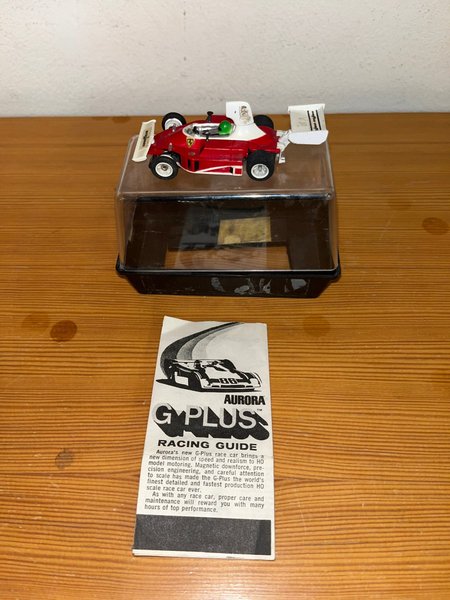 86
AURORA
G-PLUS™
RACING GUIDE
Aurora's new G-Plus race car brings a
new dimension of speed and realism to HO
model motoring. Magnetic downforce, pre-
cision engineering, and careful attention
to scale has made the G-Plus the world's
finest detailed and fastest production HO
scale race car ever.
As with any race car, proper care and
maintenance will reward you with many
hours of top performance.